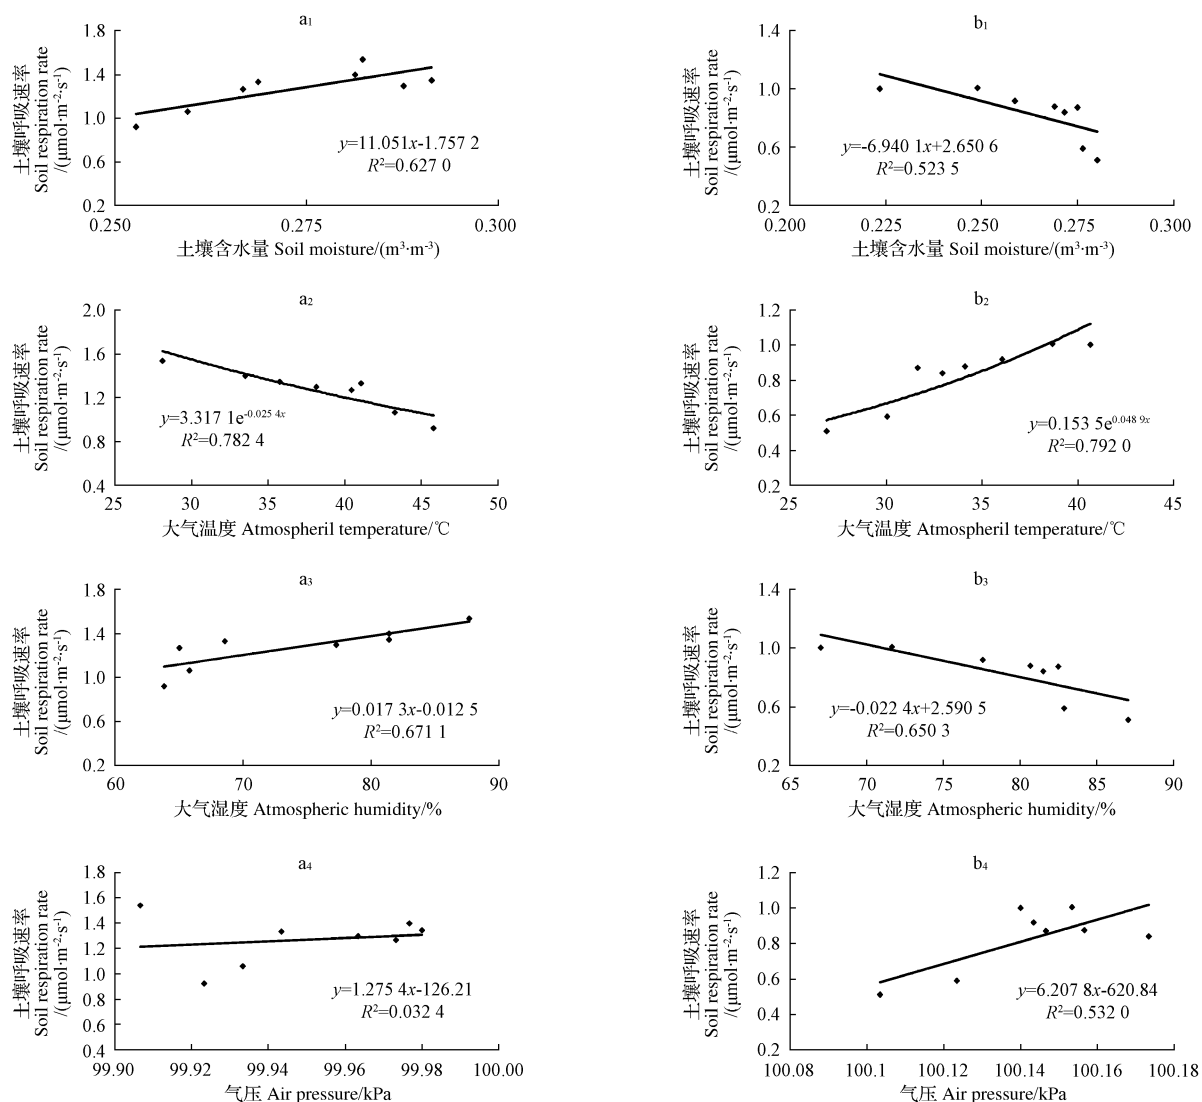 a₁
土壤呼吸速率
Soil respiration rate
/(μmol·m⁻²·s⁻¹)
1.8
1.4
1.0
0.6
0.2
y=11.051x-1.757 2
R²=0.627 0
0.250 0.275 0.300
土壤含水量 Soil moisture/(m³·m⁻³)
b₁
土壤呼吸速率
Soil respiration rate
/(μmol·m⁻²·s⁻¹)
1.4
1.0
0.6
0.2
y=-6.940 1x+2.650 6
R²=0.523 5
0.200 0.225 0.250 0.275 0.300
土壤含水量 Soil moisture/(m³·m⁻³)
a₂
土壤呼吸速率
Soil respiration rate
/(μmol·m⁻²·s⁻¹)
2.0
1.6
1.2
0.8
0.4
y=3.317 1e⁻⁰·⁰²⁵ ⁴ˣ
R²=0.782 4
25 30 35 40 45 50
大气温度 Atmospheril temperature/℃
b₂
土壤呼吸速率
Soil respiration rate
/(μmol·m⁻²·s⁻¹)
1.2
1.0
0.8
0.6
0.4
0.2
y=0.153 5e⁰·⁰⁴⁸ ⁹ˣ
R²=0.792 0
25 30 35 40 45
大气温度 Atmospheril temperature/℃
a₃
土壤呼吸速率
Soil respiration rate
/(μmol·m⁻²·s⁻¹)
1.8
1.4
1.0
0.6
0.2
y=0.017 3x-0.012 5
R²=0.671 1
60 70 80 90
大气湿度 Atmospheric humidity/%
b₃
土壤呼吸速率
Soil respiration rate
/(μmol·m⁻²·s⁻¹)
1.4
1.0
0.6
0.2
y=-0.022 4x+2.590 5
R²=0.650 3
65 70 75 80 85 90
大气湿度 Atmospheric humidity/%
a₄
土壤呼吸速率
Soil respiration rate
/(μmol·m⁻²·s⁻¹)
1.8
1.6
1.4
1.2
1.0
0.8
0.6
0.4
y=1.275 4x-126.21
R²=0.032 4
99.90 99.92 99.94 99.96 99.98 100.00
气压 Air pressure/kPa
b₄
土壤呼吸速率
Soil respiration rate
/(μmol·m⁻²·s⁻¹)
1.2
1.0
0.8
0.6
0.4
0.2
y=6.207 8x-620.84
R²=0.532 0
100.08 100.1 100.12 100.14 100.16 100.18
气压 Air pressure/kPa